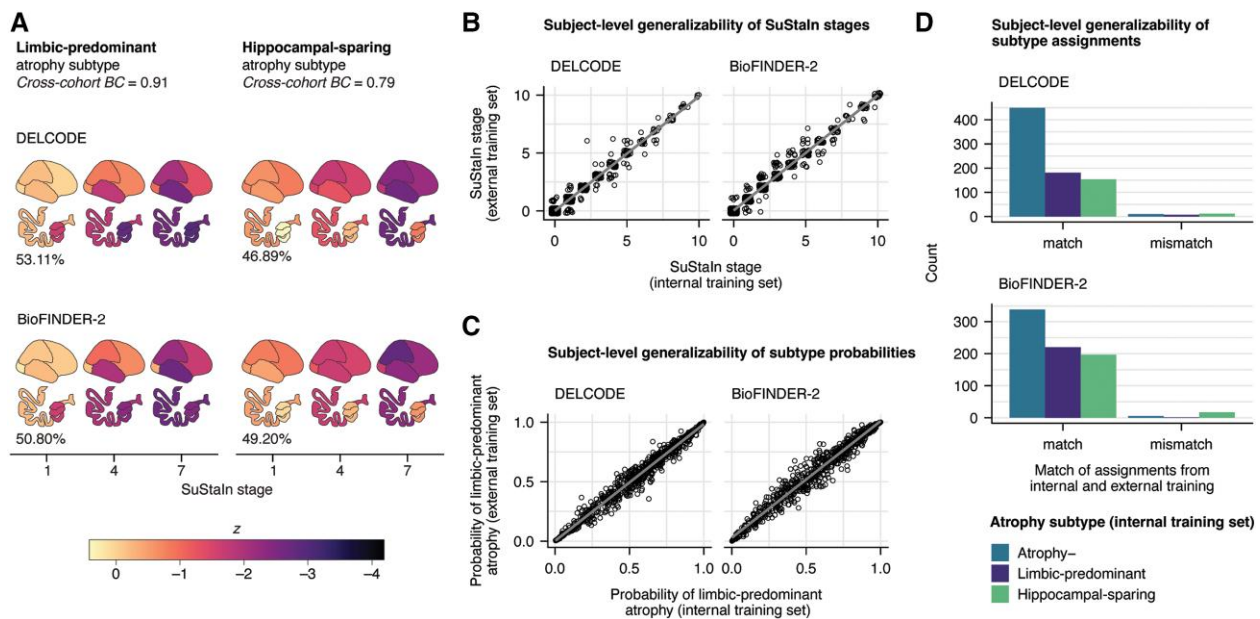 A
Limbic-predominant
atrophy subtype
Cross-cohort BC = 0.91
Hippocampal-sparing
atrophy subtype
Cross-cohort BC = 0.79
DELCODE
53.11%
46.89%
BioFINDER-2
50.80%
49.20%
1
4
7
1
4
7
SuStaIn stage
z
0
−1
−2
−3
−4
B
Subject-level generalizability of SuStaIn stages
DELCODE
BioFINDER-2
SuStaIn stage
(external training set)
10
5
0
0
5
10
0
5
10
SuStaIn stage
(internal training set)
C
Subject-level generalizability of subtype probabilities
DELCODE
BioFINDER-2
Probability of limbic-predominant
atrophy (external training set)
1.0
0.5
0.0
0.0
0.5
1.0
0.0
0.5
1.0
Probability of limbic-predominant
atrophy (internal training set)
D
Subject-level generalizability of
subtype assignments
DELCODE
400
300
200
100
0
match
mismatch
Count
BioFINDER-2
300
200
100
0
match
mismatch
Match of assignments from
internal and external training
Atrophy subtype (internal training set)
Atrophy−
Limbic-predominant
Hippocampal-sparing